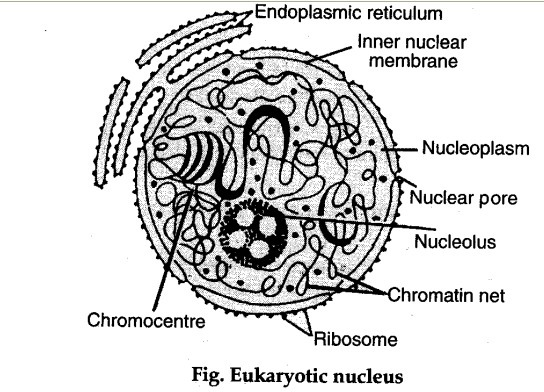 Endoplasmic reticulum
Inner nuclear
membrane
Nucleoplasm
Nuclear pore
Nucleolus
Chromatin net
Chromocentre
Ribosome
Fig. Eukaryotic nucleus